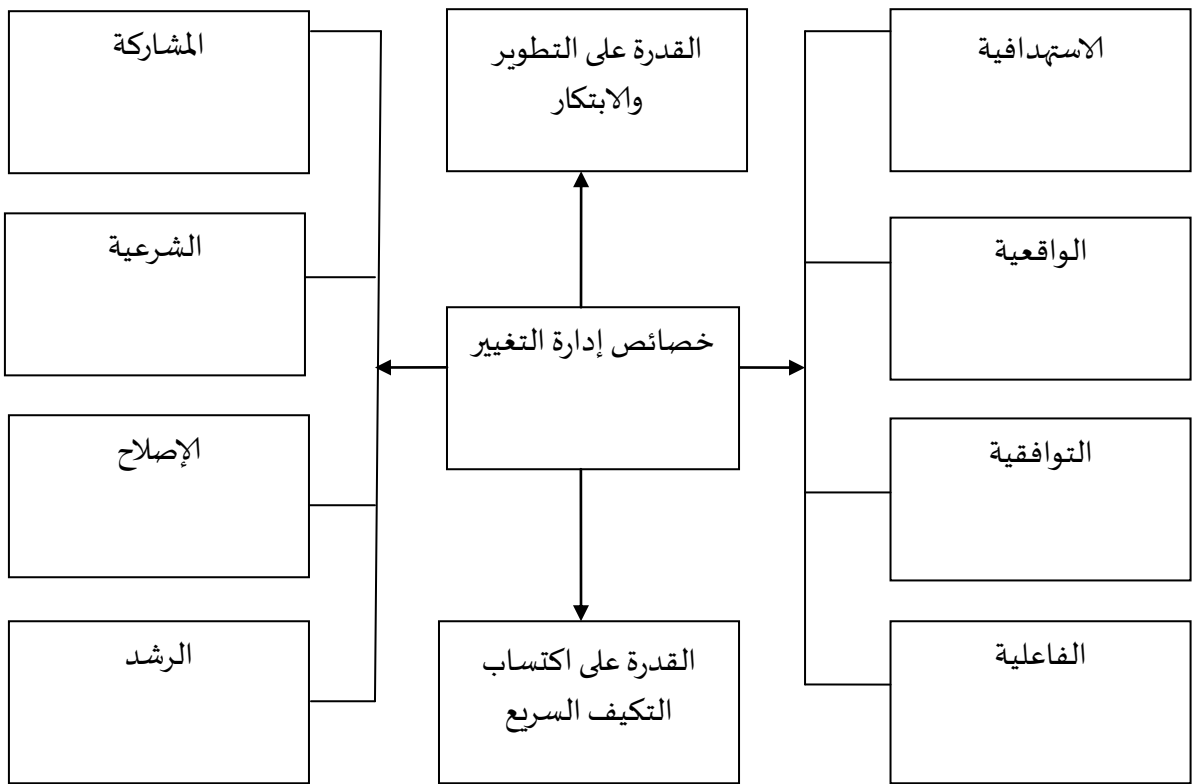 الاستهدافية
القدرة على التطوير
والابتكار
المشاركة
الواقعية
الشرعية
خصائص إدارة التغيير
التوافقية
الإصلاح
الفاعلية
القدرة على اكتساب
التكيف السريع
الرشد